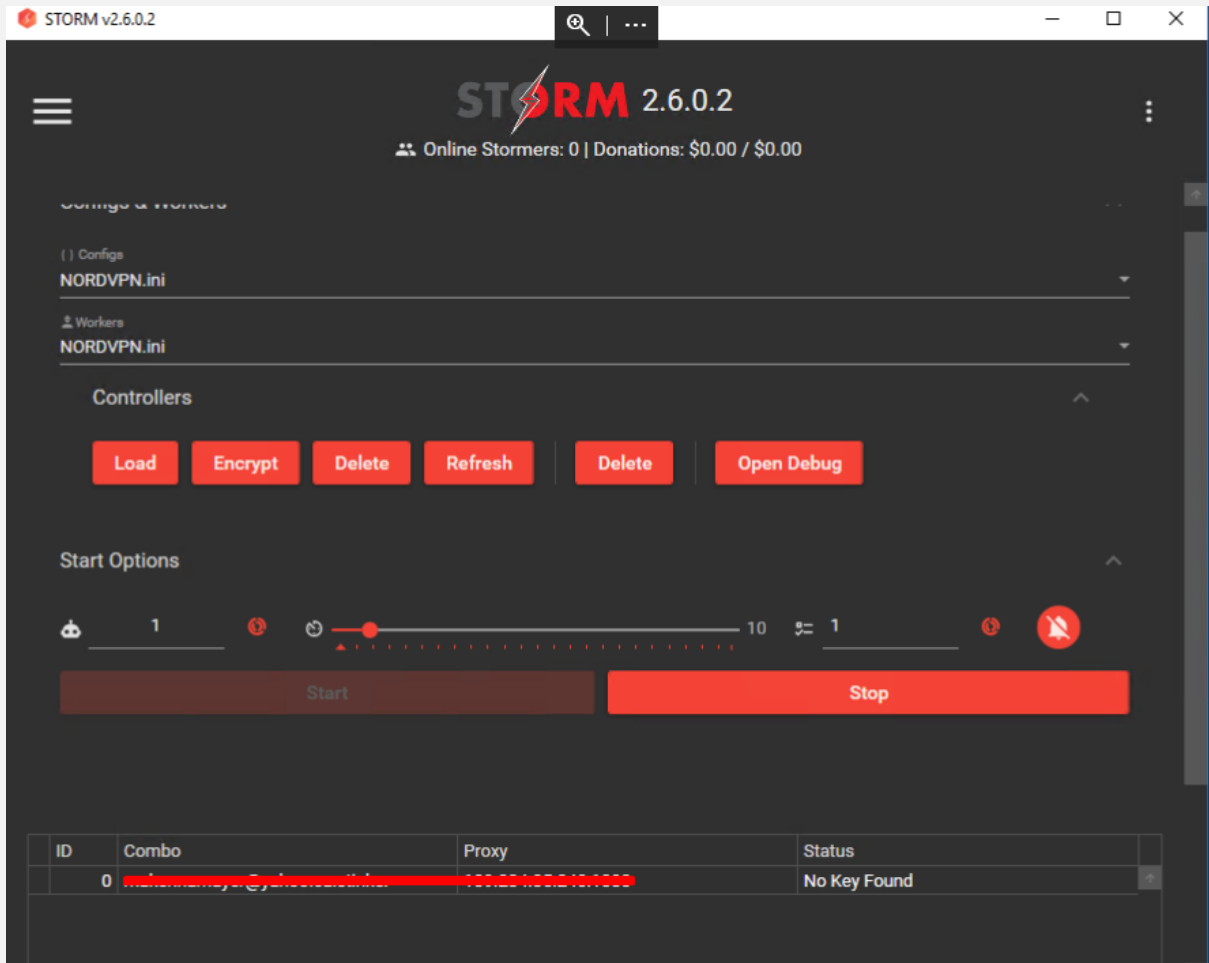 STORM v2.6.0.2
STORM 2.6.0.2
Online Stormers: 0 | Donations: $0.00 / $0.00
Configs & Workers
Configs
NORDVPN.ini
Workers
NORDVPN.ini
Controllers
Load Encrypt Delete Refresh Delete Open Debug
Start Options
1 10 1
Start Stop
ID Combo Proxy Status
0 No Key Found